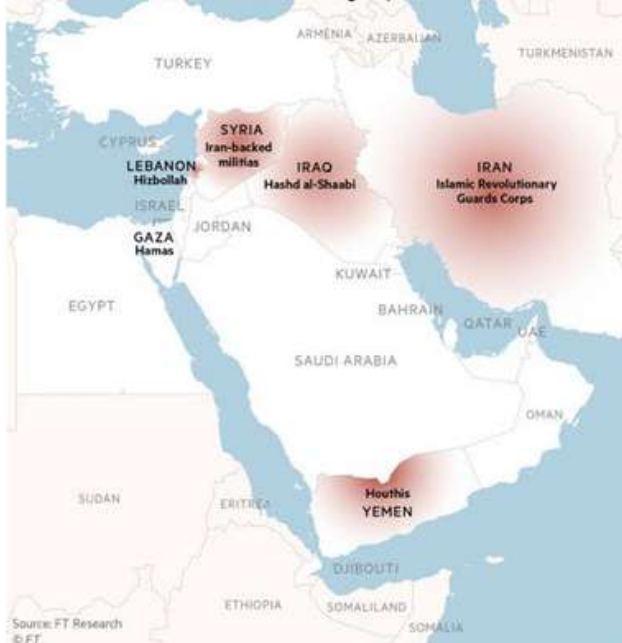 ARMENIA
AZERBAIJAN
TURKEY
TURKMENISTAN
SYRIA
Iran-backed
militias
CYPRUS
LEBANON
Hizbollah
IRAQ
Hashd al-Shaabi
IRAN
Islamic Revolutionary
Guards Corps
ISRAEL
JORDAN
GAZA
Hamas
KUWAIT
EGYPT
BAHRAIN
QATAR
UAE
SAUDI ARABIA
OMAN
Houthis
YEMEN
SUDAN
ERITREA
DJIBOUTI
ETHIOPIA
SOMALILAND
SOMALIA
Source: FT Research
© FT